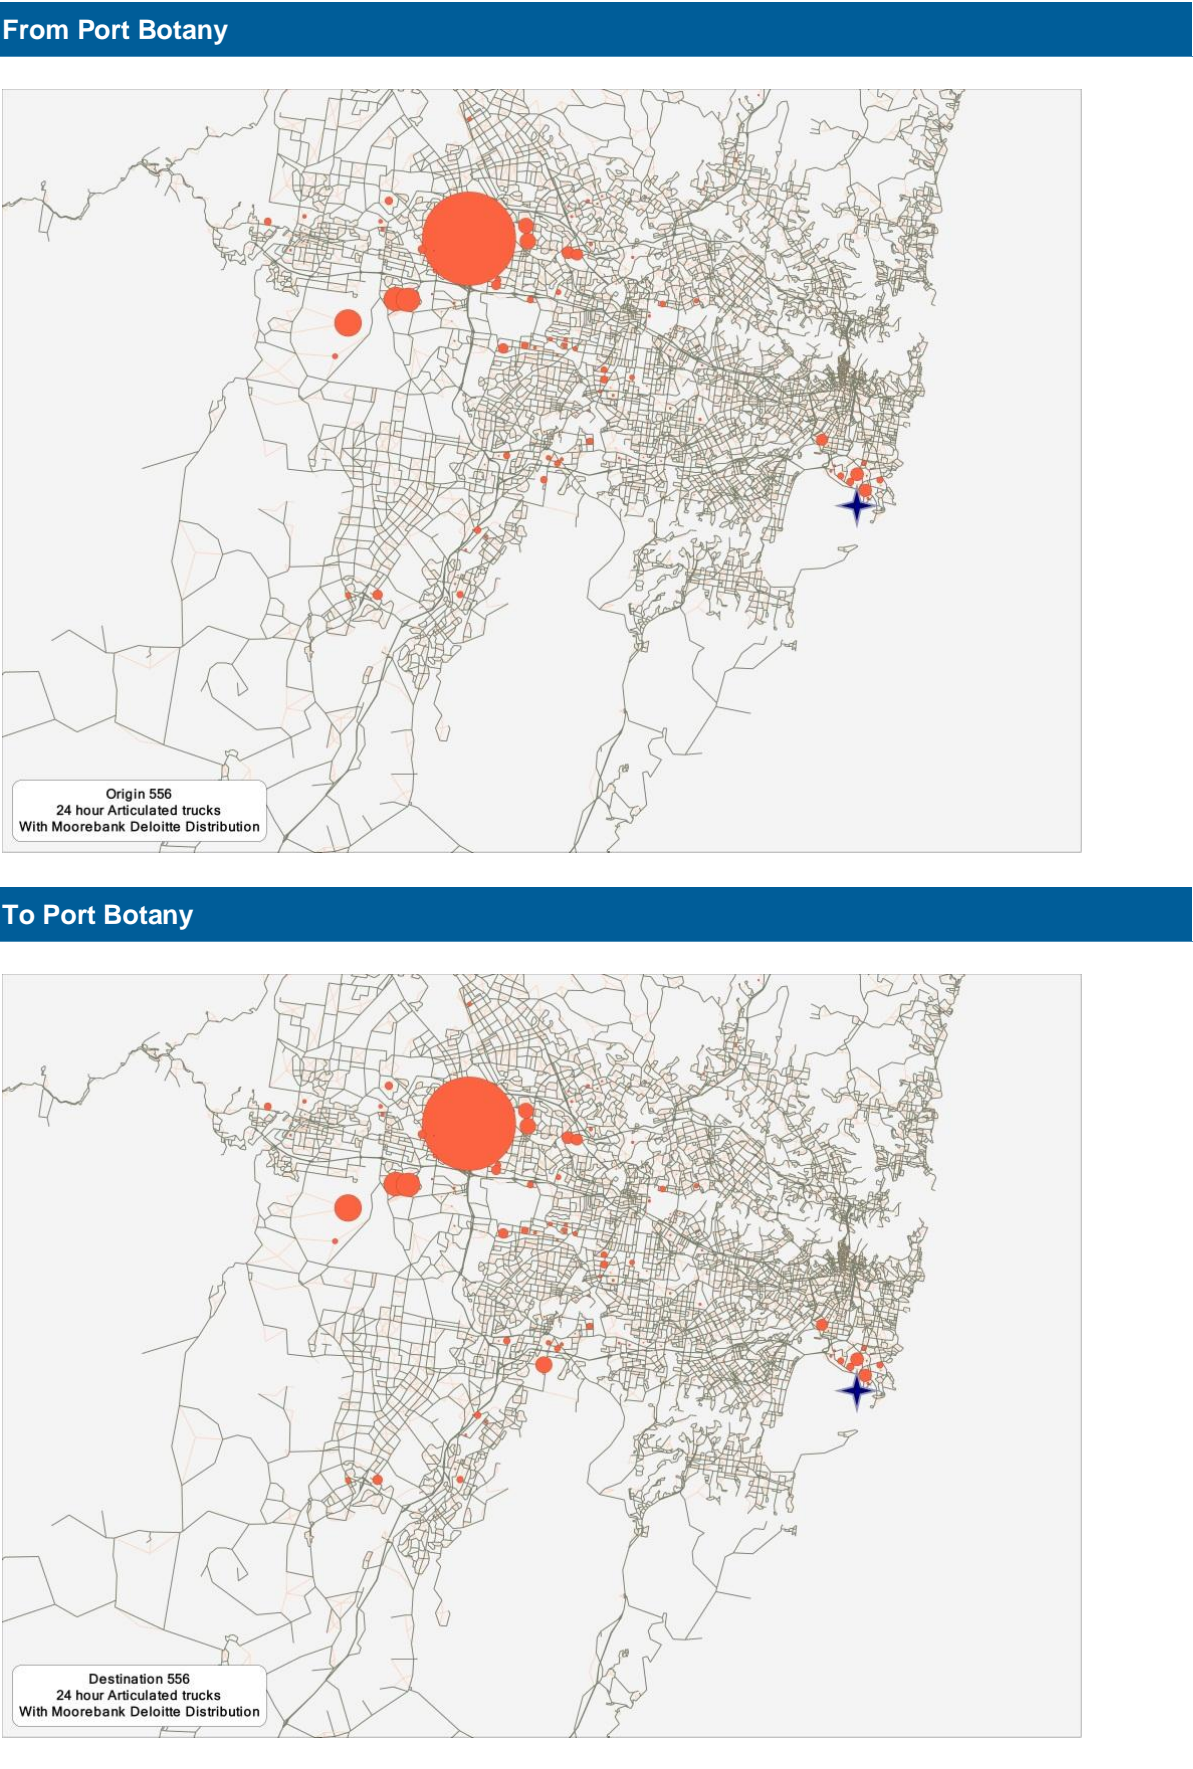 From Port Botany
Origin 556
24 hour Articulated trucks
With Moorebank Deloitte Distribution
To Port Botany
Destination 556
24 hour Articulated trucks
With Moorebank Deloitte Distribution